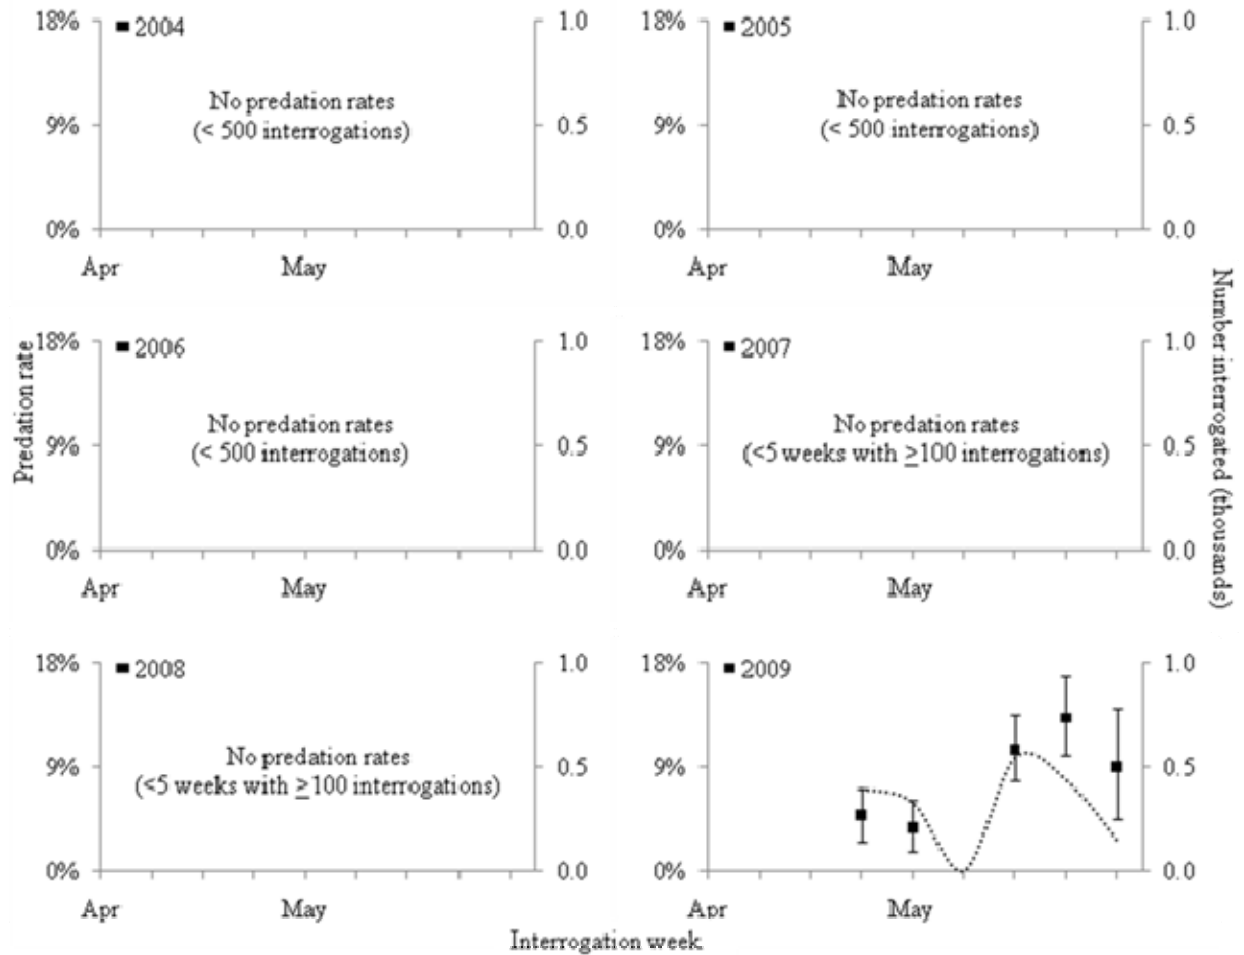 18%
1.0
■ 2004
No predation rates
(< 500 interrogations)
9%
0.5
0%
0.0
Apr
May
18%
1.0
■ 2005
No predation rates
(< 500 interrogations)
9%
0.5
0%
0.0
Apr
May
Predation rate
18%
1.0
■ 2006
No predation rates
(< 500 interrogations)
9%
0.5
0%
0.0
Apr
May
18%
1.0
■ 2007
No predation rates
(<5 weeks with ≥100 interrogations)
9%
0.5
0%
0.0
Apr
May
Number interrogated (thousands)
18%
1.0
■ 2008
No predation rates
(<5 weeks with ≥100 interrogations)
9%
0.5
0%
0.0
Apr
May
18%
1.0
■ 2009
9%
0.5
0%
0.0
Apr
May
Interrogation week